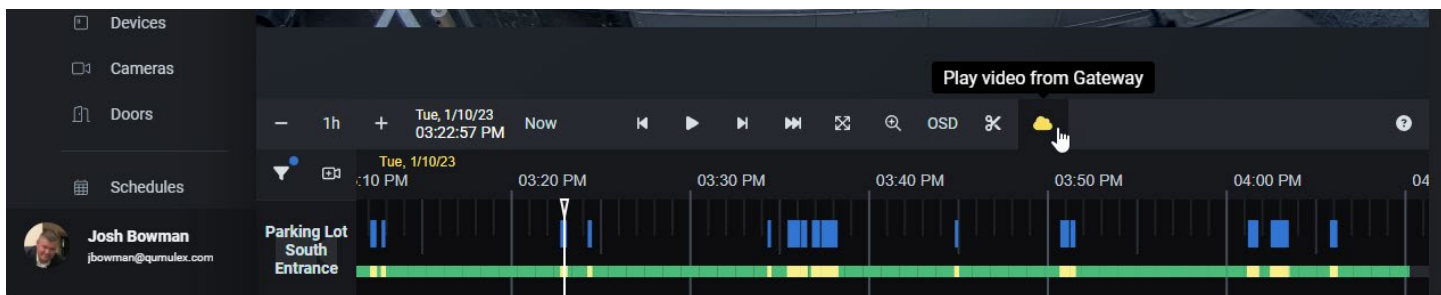 Devices
Cameras
Doors
Schedules
Josh Bowman
jbowman@qumulex.com
Play video from Gateway
1h
Tue, 1/10/23
03:22:57 PM
Now
OSD
Tue, 1/10/23
:10 PM
03:20 PM
03:30 PM
03:40 PM
03:50 PM
04:00 PM
04
Parking Lot
South
Entrance